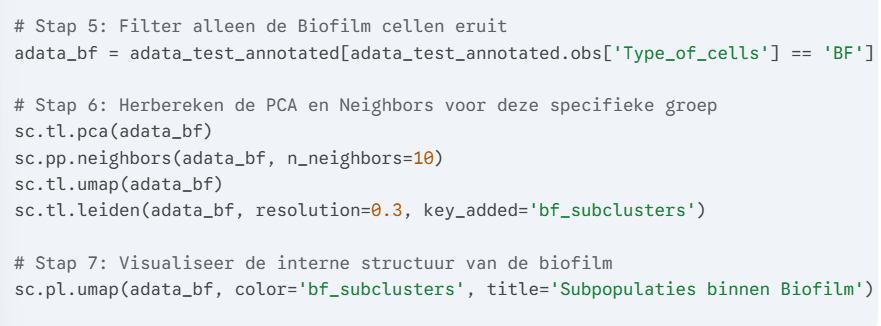 # Stap 5: Filter alleen de Biofilm cellen eruit
adata_bf = adata_test_annotated[adata_test_annotated.obs['Type_of_cells'] == 'BF']
# Stap 6: Herbereken de PCA en Neighbors voor deze specifieke groep
sc.tl.pca(adata_bf)
sc.pp.neighbors(adata_bf, n_neighbors=10)
sc.tl.umap(adata_bf)
sc.tl.leiden(adata_bf, resolution=0.3, key_added='bf_subclusters')
# Stap 7: Visualiseer de interne structuur van de biofilm
sc.pl.umap(adata_bf, color='bf_subclusters', title='Subpopulaties binnen Biofilm')